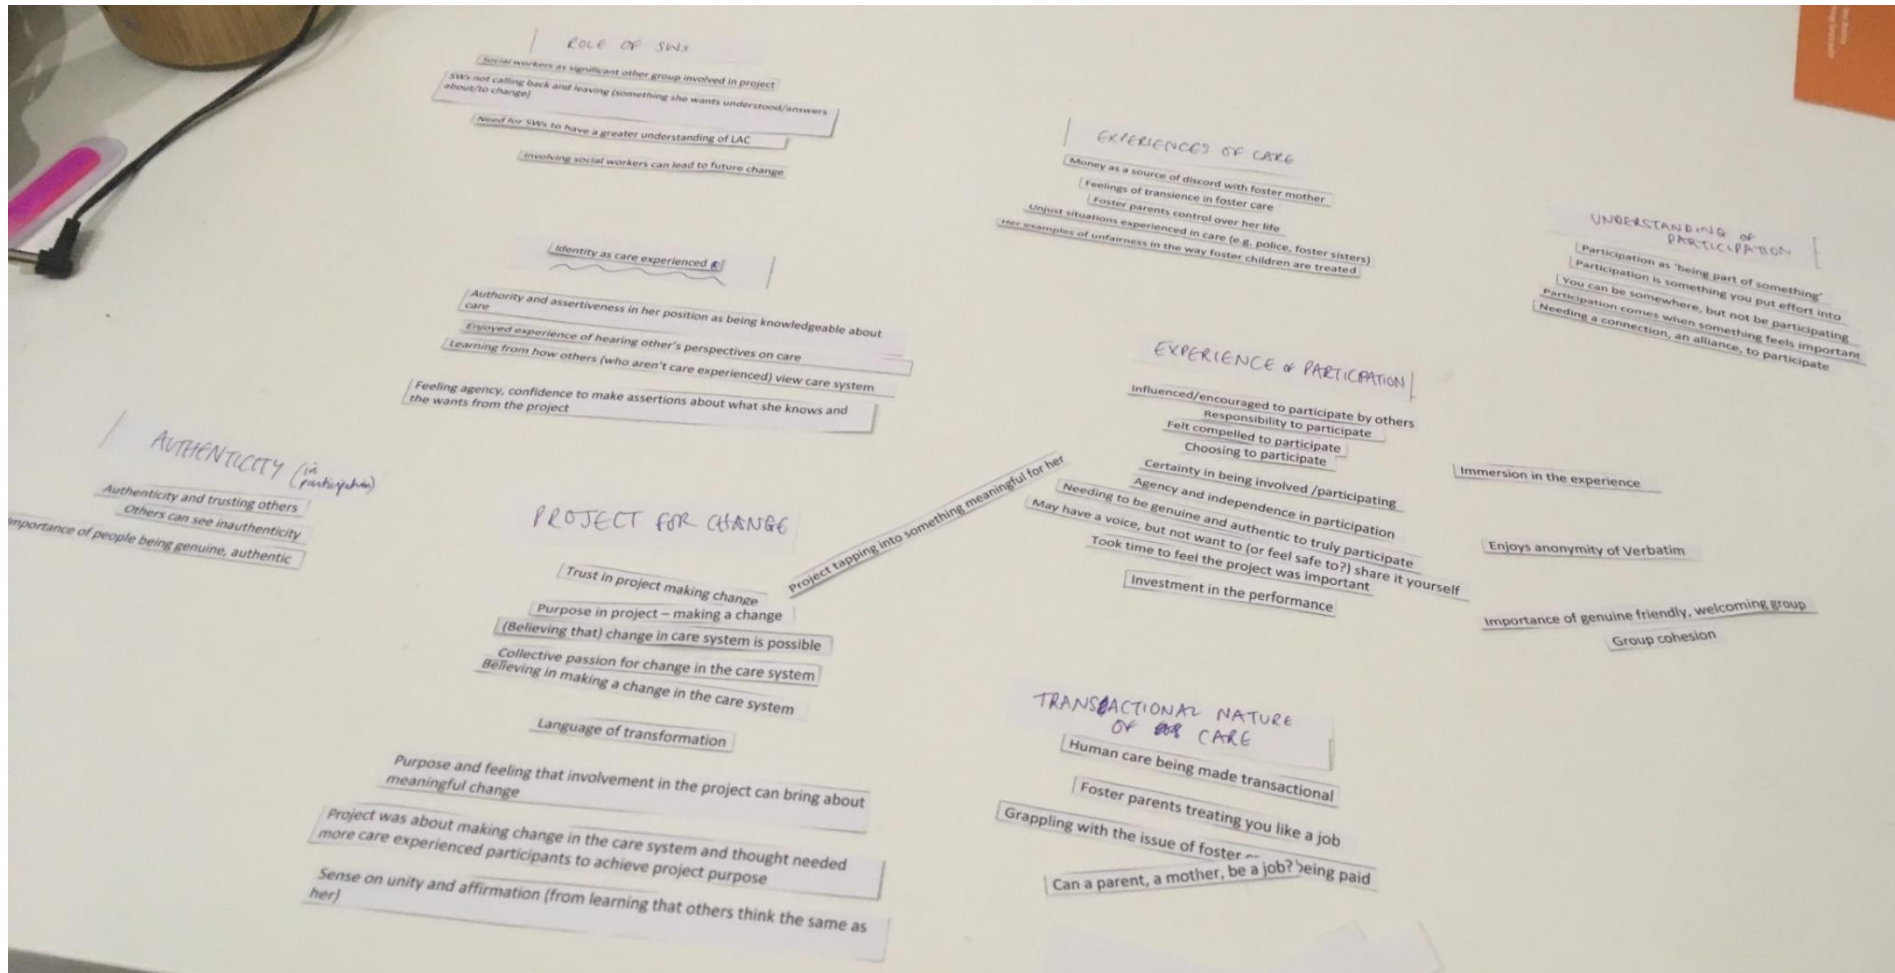 ROLE OF SWs
Social workers as significant other group involved in project
SWs not calling back and leaving (something she wants understood/answers
about/to change)
Need for SWs to have a greater understanding of LAC
Involving social workers can lead to future change
Identity as care experienced
Authority and assertiveness in her position as being knowledgeable about
care
Enjoyed experience of hearing other's perspectives on care
Learning from how others (who aren't care experienced) view care system
Feeling agency, confidence to make assertions about what she knows and
the wants from the project
AUTHENTICITY (in
participation)
Authenticity and trusting others
Others can see inauthenticity
mportance of people being genuine, authentic
PROJECT FOR CHANGE
Trust in project making change
Purpose in project – making a change
(Believing that) change in care system is possible
Collective passion for change in the care system
Believing in making a change in the care system
Language of transformation
Purpose and feeling that involvement in the project can bring about
meaningful change
Project was about making change in the care system and thought needed
more care experienced participants to achieve project purpose
Sense on unity and affirmation (from learning that others think the same as
her)
Project tapping into something meaningful for her
EXPERIENCES OF CARE
Money as a source of discord with foster mother
Feelings of transience in foster care
Foster parents control over her life
Unjust situations experienced in care (e.g. police, foster sisters)
Her examples of unfairness in the way foster children are treated
EXPERIENCE OF PARTICIPATION
Influenced/encouraged to participate by others
Responsibility to participate
Felt compelled to participate
Choosing to participate
Certainty in being involved /participating
Agency and independence in participation
Needing to be genuine and authentic to truly participate
May have a voice, but not want to (or feel safe to?) share it yourself
Took time to feel the project was important
Investment in the performance
Immersion in the experience
Enjoys anonymity of Verbatim
Importance of genuine friendly, welcoming group
Group cohesion
TRANSACTIONAL NATURE
OF CARE
Human care being made transactional
Foster parents treating you like a job
Grappling with the issue of foster
being paid
Can a parent, a mother, be a job?
UNDERSTANDING OF
PARTICIPATION
Participation as 'being part of something'
Participation is something you put effort into
You can be somewhere, but not be participating
Participation comes when something feels important
Needing a connection, an alliance, to participate